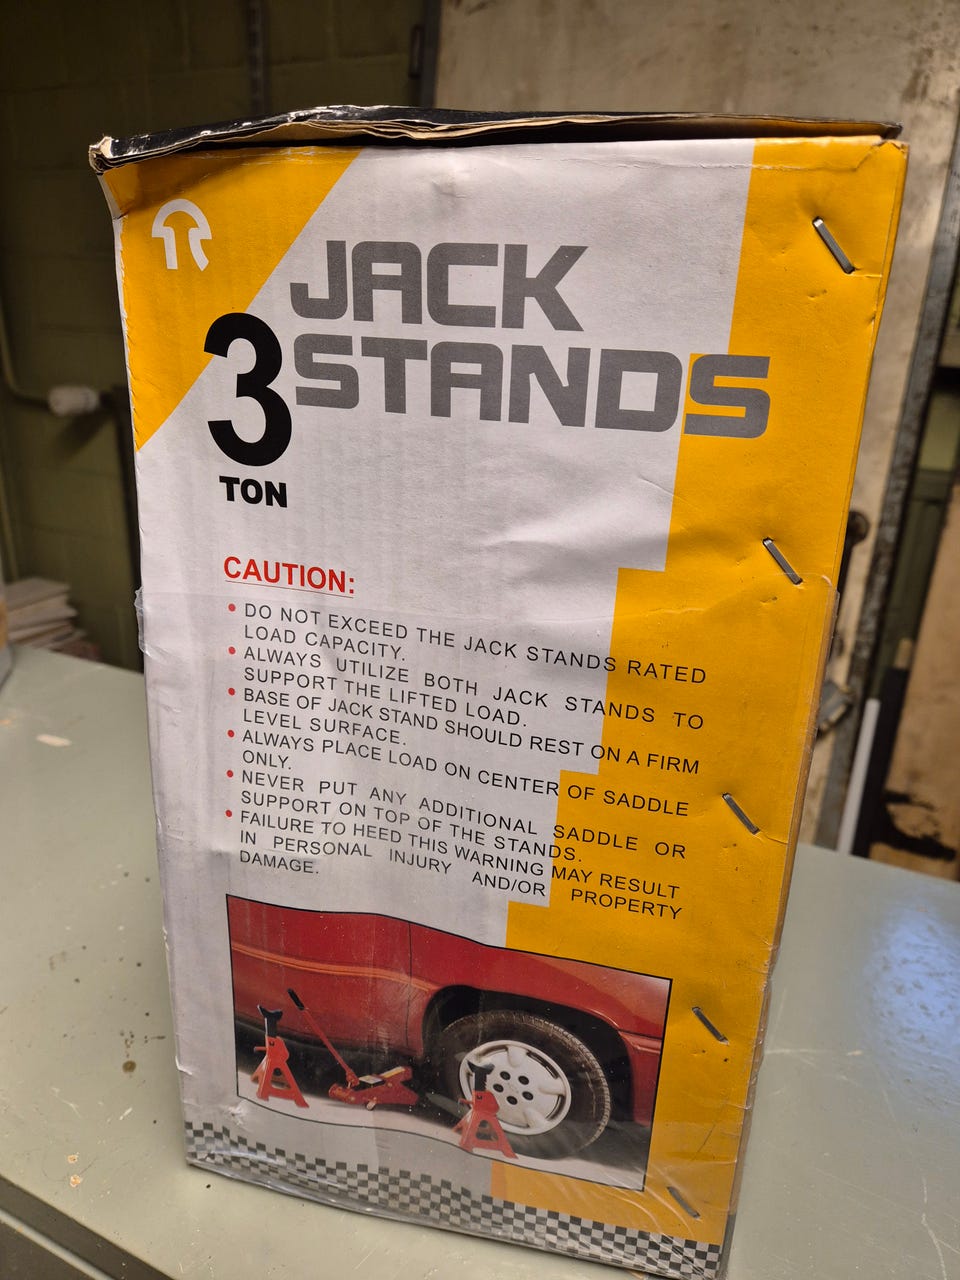 JACK
STANDS
3
TON
CAUTION:
• DO NOT EXCEED THE JACK STANDS RATED
LOAD CAPACITY.
• ALWAYS UTILIZE BOTH JACK STANDS TO
SUPPORT THE LIFTED LOAD.
• BASE OF JACK STAND SHOULD REST ON A FIRM
LEVEL SURFACE.
• ALWAYS PLACE LOAD ON CENTER OF SADDLE
ONLY.
• NEVER PUT ANY ADDITIONAL SADDLE OR
SUPPORT ON TOP OF THE STANDS.
• FAILURE TO HEED THIS WARNING MAY RESULT
IN PERSONAL INJURY AND/OR PROPERTY
DAMAGE.